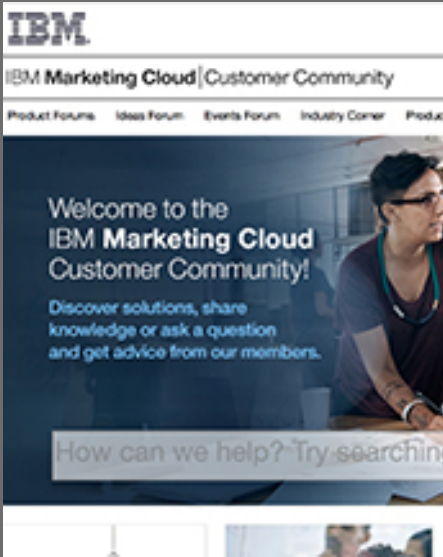 IBM
IBM Marketing Cloud|Customer Community
Product Forums Ideas Forum Events Forum Industry Corner Produc
Welcome to the
IBM Marketing Cloud
Customer Community!
Discover solutions, share
knowledge or ask a question
and get advice from our members.
How can we help? Try searching